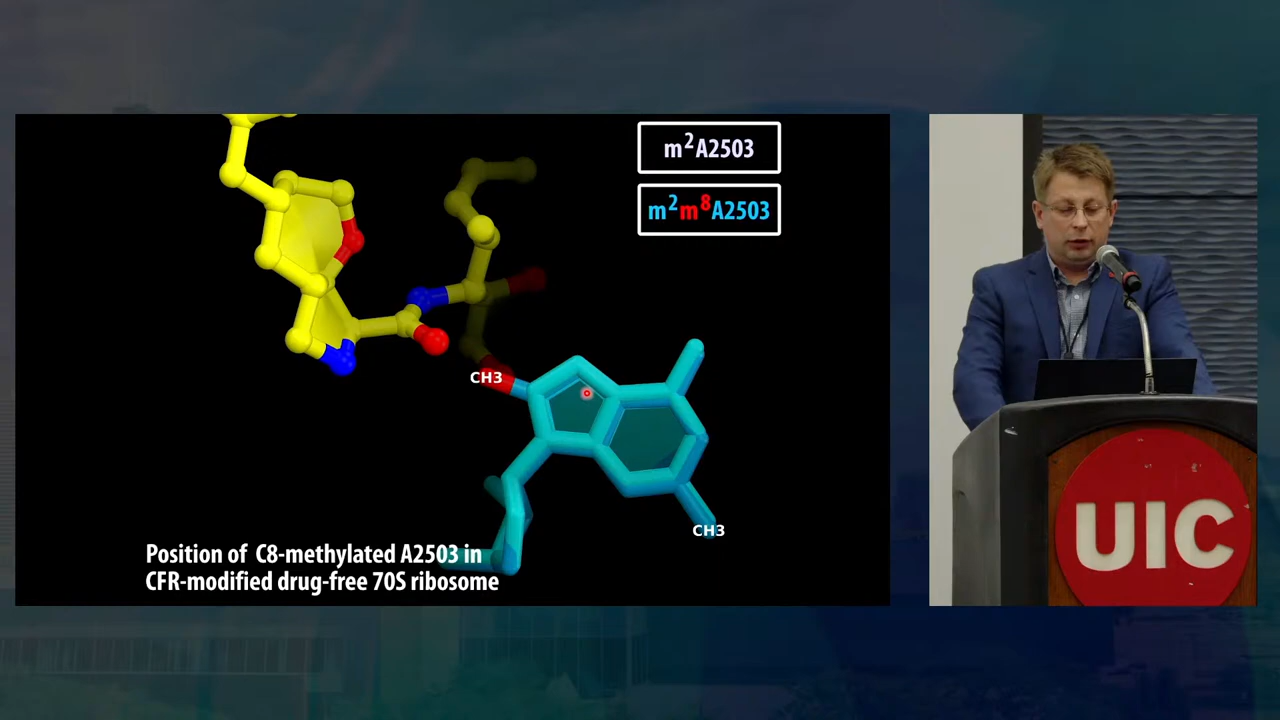 m²A2503
m²m⁸A2503
CH3
CH3
Position of C8-methylated A2503 in
CFR-modified drug-free 70S ribosome
UIC